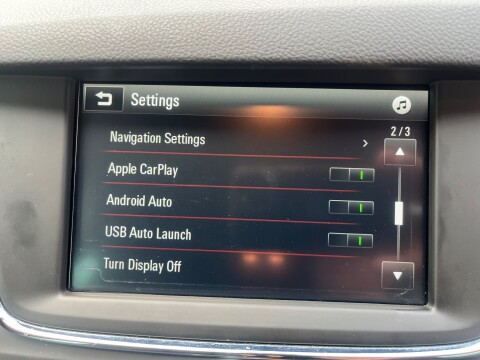 Settings
2/3
Navigation Settings
Apple CarPlay
Android Auto
USB Auto Launch
Turn Display Off